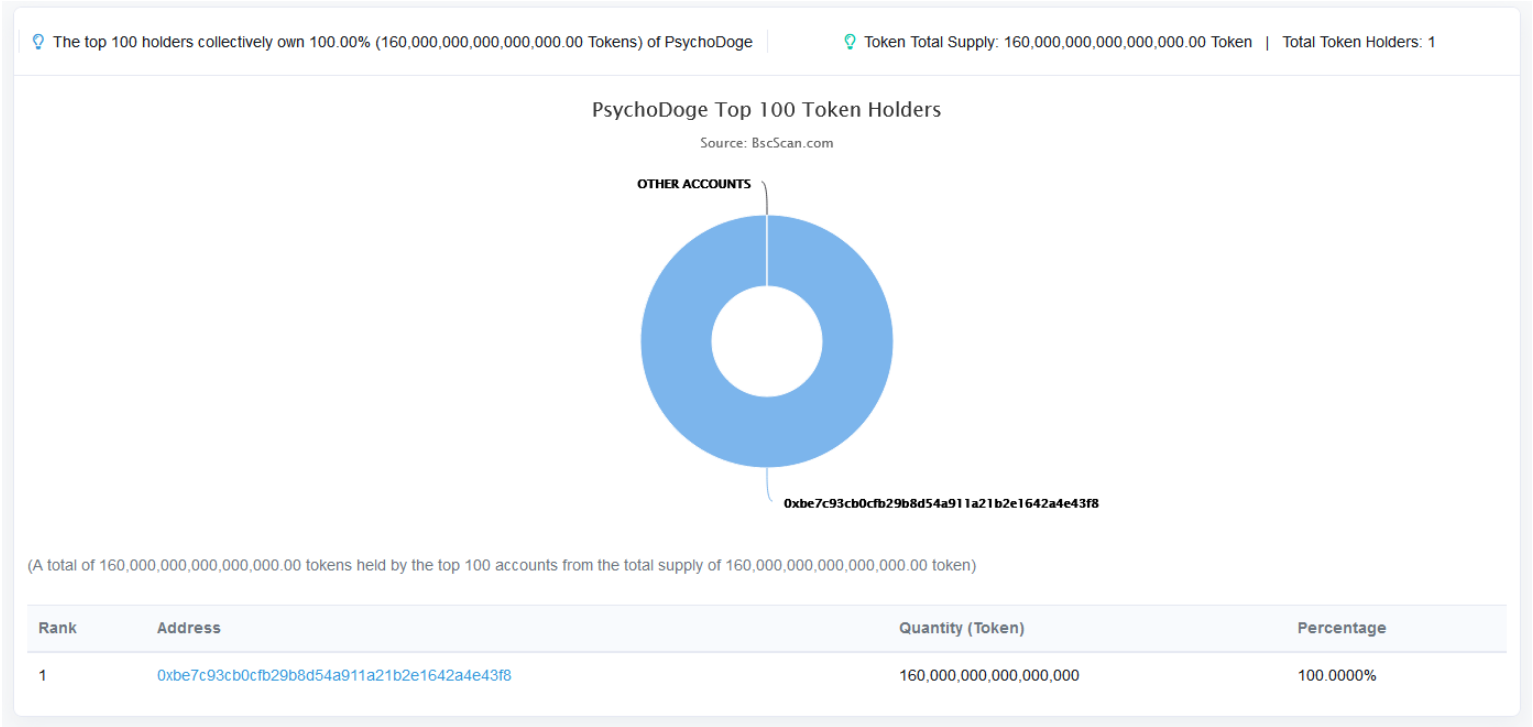 The top 100 holders collectively own 100.00% (160,000,000,000,000,000.00 Tokens) of PsychoDoge
Token Total Supply: 160,000,000,000,000,000.00 Token | Total Token Holders: 1
PsychoDoge Top 100 Token Holders
Source: BscScan.com
OTHER ACCOUNTS
0xbe7c93cb0cfb29b8d54a911a21b2e1642a4e43f8
(A total of 160,000,000,000,000,000.00 tokens held by the top 100 accounts from the total supply of 160,000,000,000,000,000.00 token)
Rank Address Quantity (Token) Percentage
1 0xbe7c93cb0cfb29b8d54a911a21b2e1642a4e43f8 160,000,000,000,000,000 100.0000%